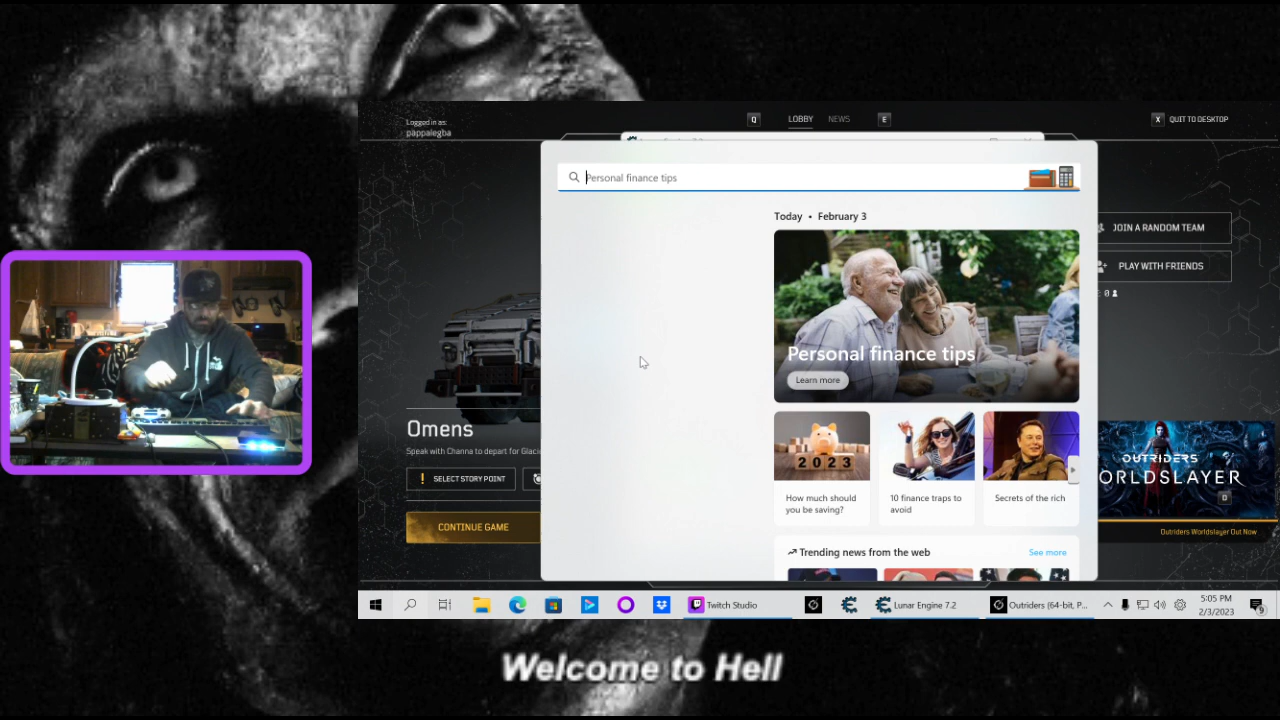 Logged in as:
pappalegba
Q
LOBBY
NEWS
E
X
QUIT TO DESKTOP
Personal finance tips
Today • February 3
Personal finance tips
Learn more
2023
How much should
you be saving?
10 finance traps to
avoid
Secrets of the rich
Trending news from the web
See more
JOIN A RANDOM TEAM
PLAY WITH FRIENDS
0
Omens
Speak with Channa to depart for Glaci
! SELECT STORY POINT
CONTINUE GAME
OUTRIDERS
ORLDSLAYER
Outriders Worldslayer Out Now
Twitch Studio
Lunar Engine 7.2
Outriders (64-bit, P...
5:05 PM
2/3/2023
9
Welcome to Hell